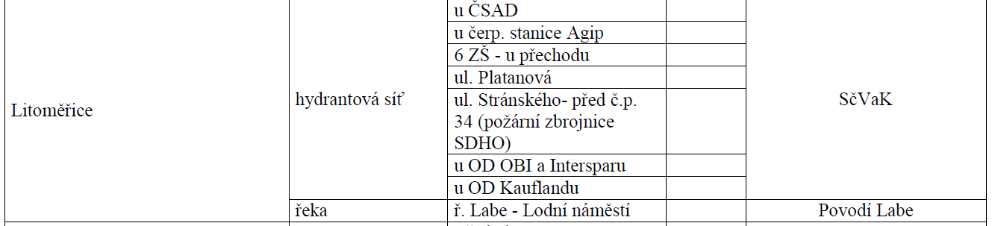 u ČSAD
u čerp. stanice Agip
6 ZŠ - u přechodu
ul. Platanová
Litoměřice
hydrantová síť
ul. Stránského- před č.p.
34 (požární zbrojnice
SDHO)
SčVaK
u OD OBI a Intersparu
u OD Kauflandu
řeka
ř. Labe - Lodní náměstí
Povodí Labe